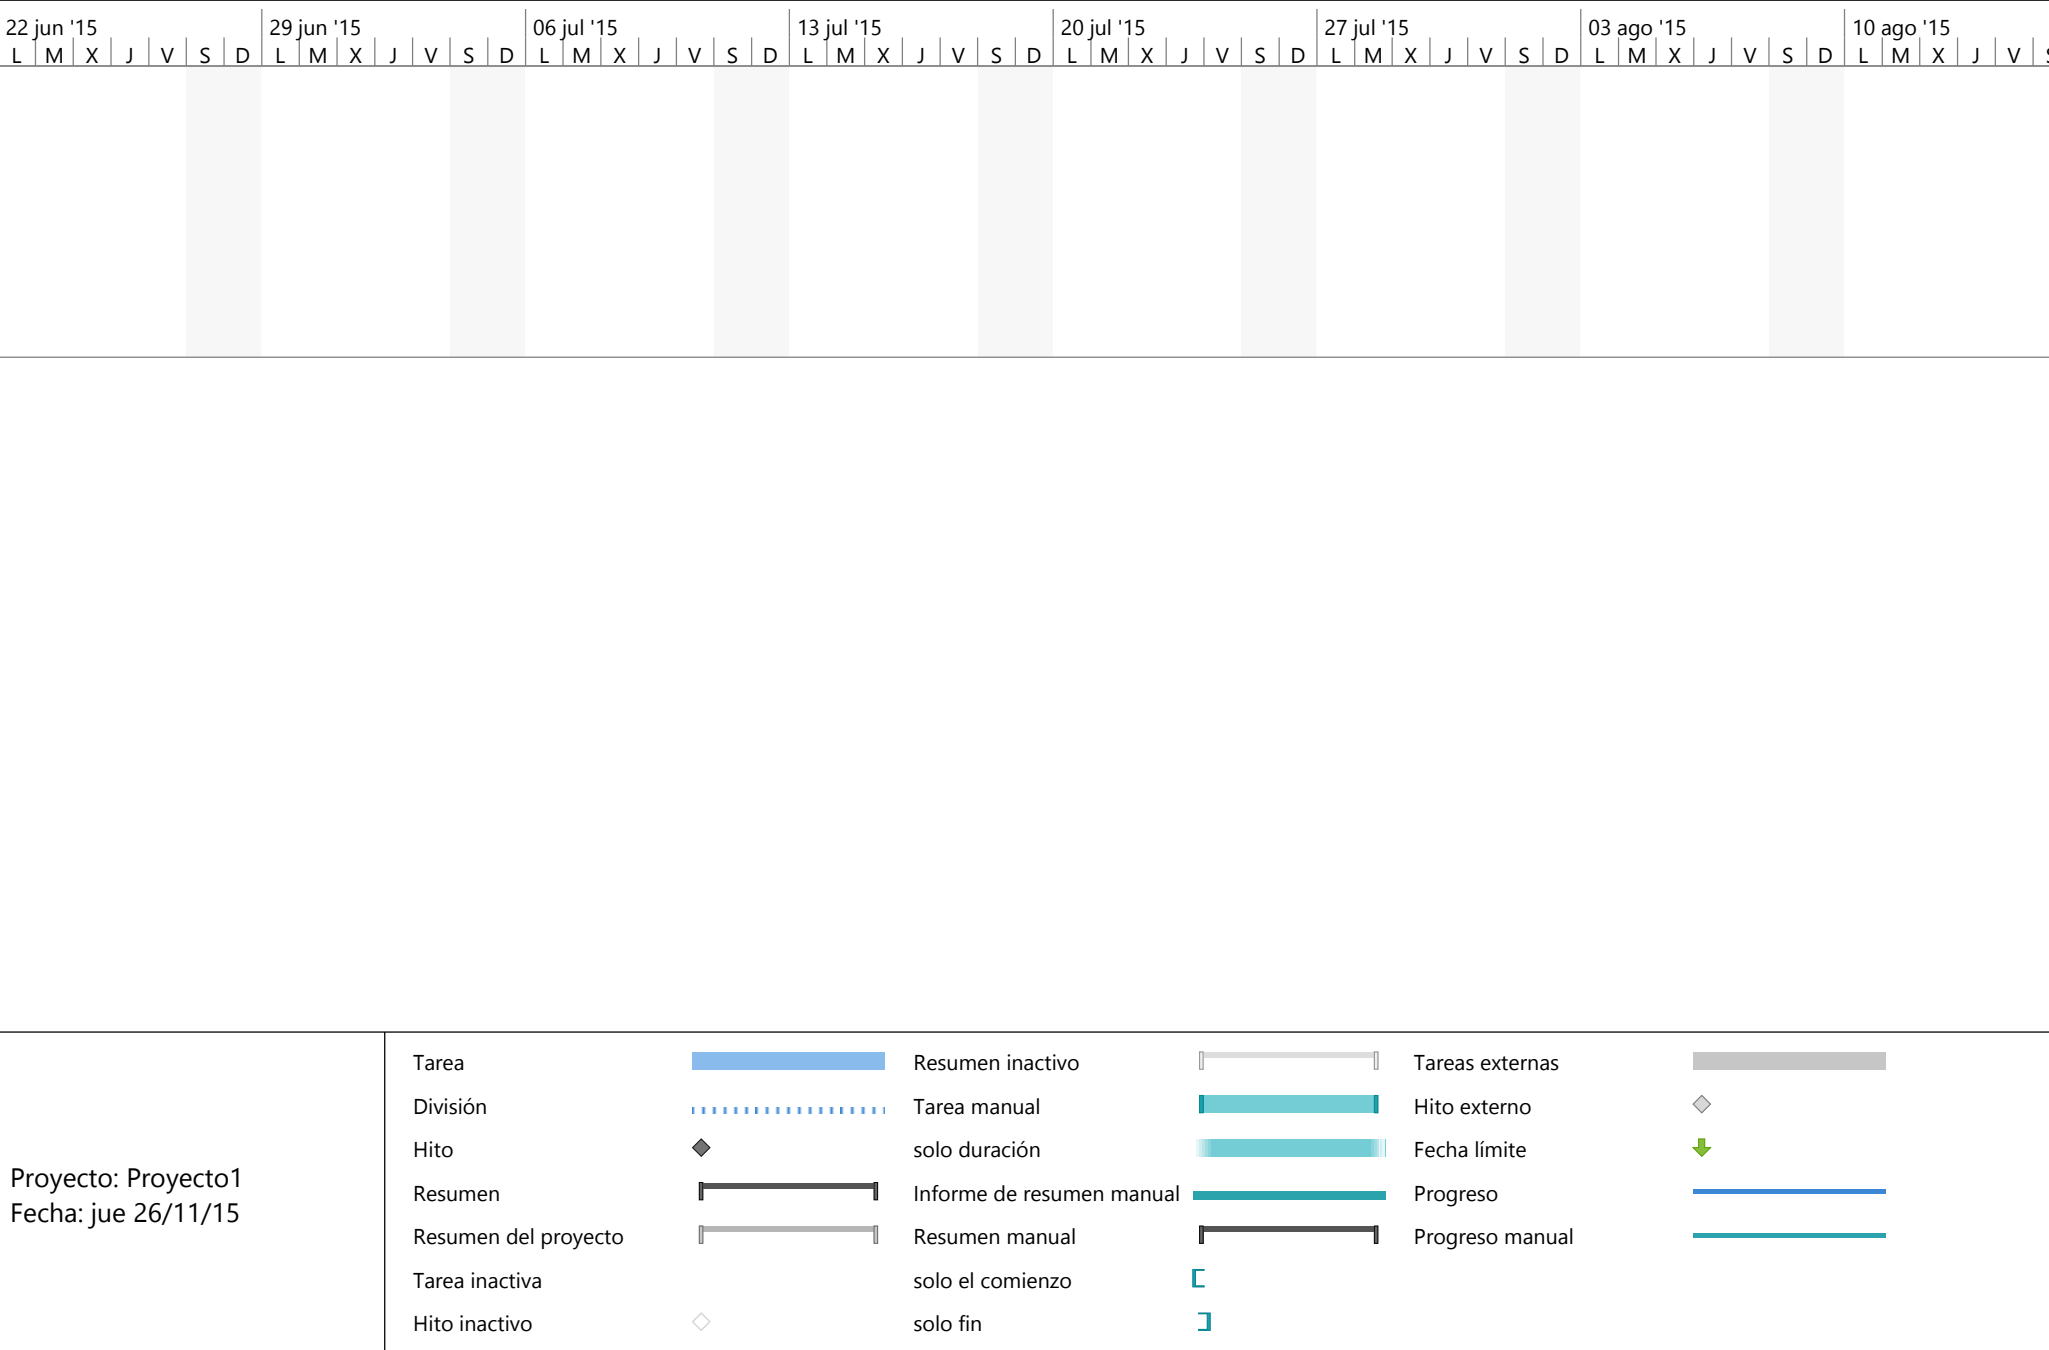 22 jun '15 29 jun '15 06 jul '15 13 jul '15 20 jul '15 27 jul '15 03 ago '15 10 ago '15
L M X J V S D L M X J V S D L M X J V S D L M X J V S D L M X J V S D L M X J V S D L M X J V S D L M X J V S
Proyecto: Proyecto1
Fecha: jue 26/11/15
Tarea
División
Hito
Resumen
Resumen del proyecto
Tarea inactiva
Hito inactivo
Resumen inactivo
Tarea manual
solo duración
Informe de resumen manual
Resumen manual
solo el comienzo
solo fin
Tareas externas
Hito externo
Fecha límite
Progreso
Progreso manual